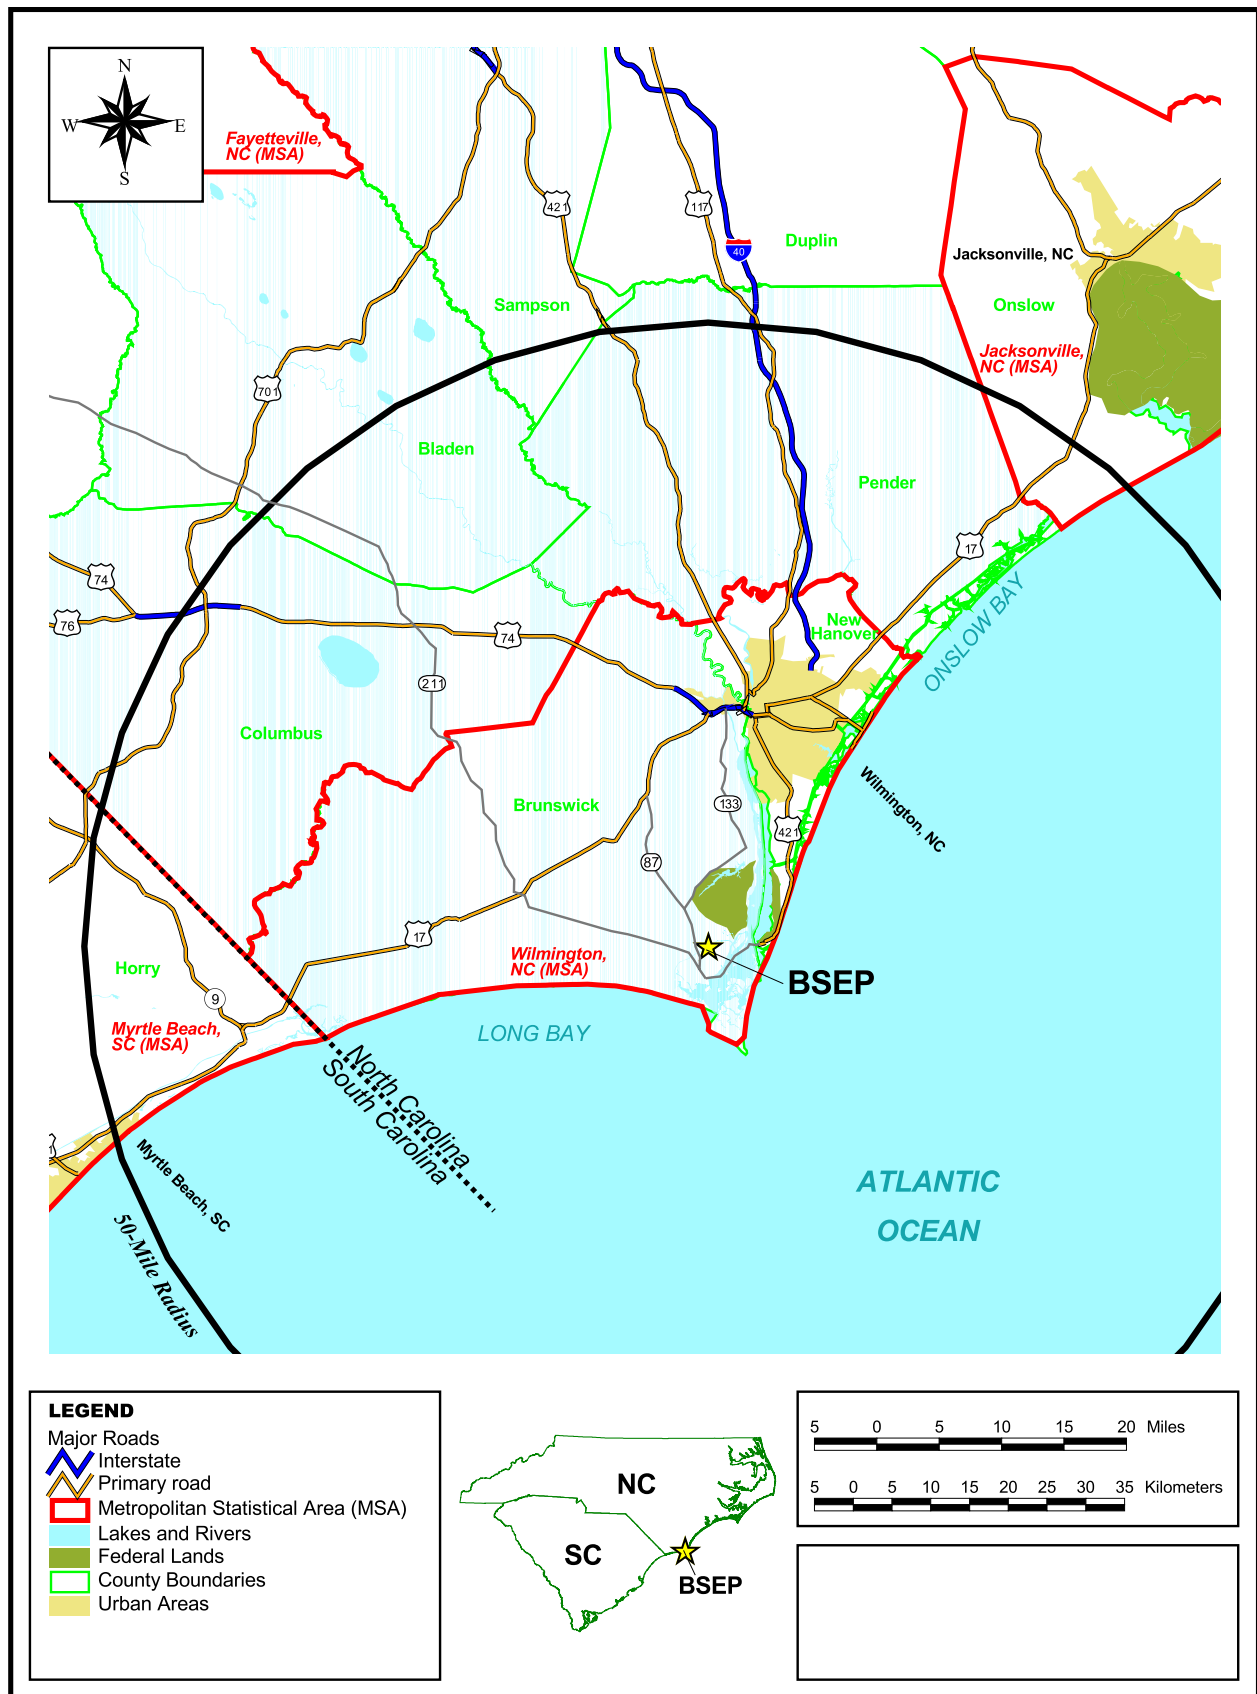 N
W
E
S
Fayetteville,
NC (MSA)
421
117
40
Duplin
Jacksonville, NC
Sampson
Onslow
Jacksonville,
NC (MSA)
701
Bladen
Pender
17
74
76
74
New
Hanover
ONSLOW BAY
211
Columbus
Brunswick
133
Wilmington, NC
421
87
17
Wilmington,
NC (MSA)
BSEP
Horry
9
Myrtle Beach,
SC (MSA)
LONG BAY
North Carolina
South Carolina
Myrtle Beach, SC
ATLANTIC
OCEAN
50-Mile Radius
LEGEND
Major Roads
Interstate
Primary road
Metropolitan Statistical Area (MSA)
Lakes and Rivers
Federal Lands
County Boundaries
Urban Areas
NC
SC
BSEP
5 0 5 10 15 20 Miles
5 0 5 10 15 20 25 30 35 Kilometers